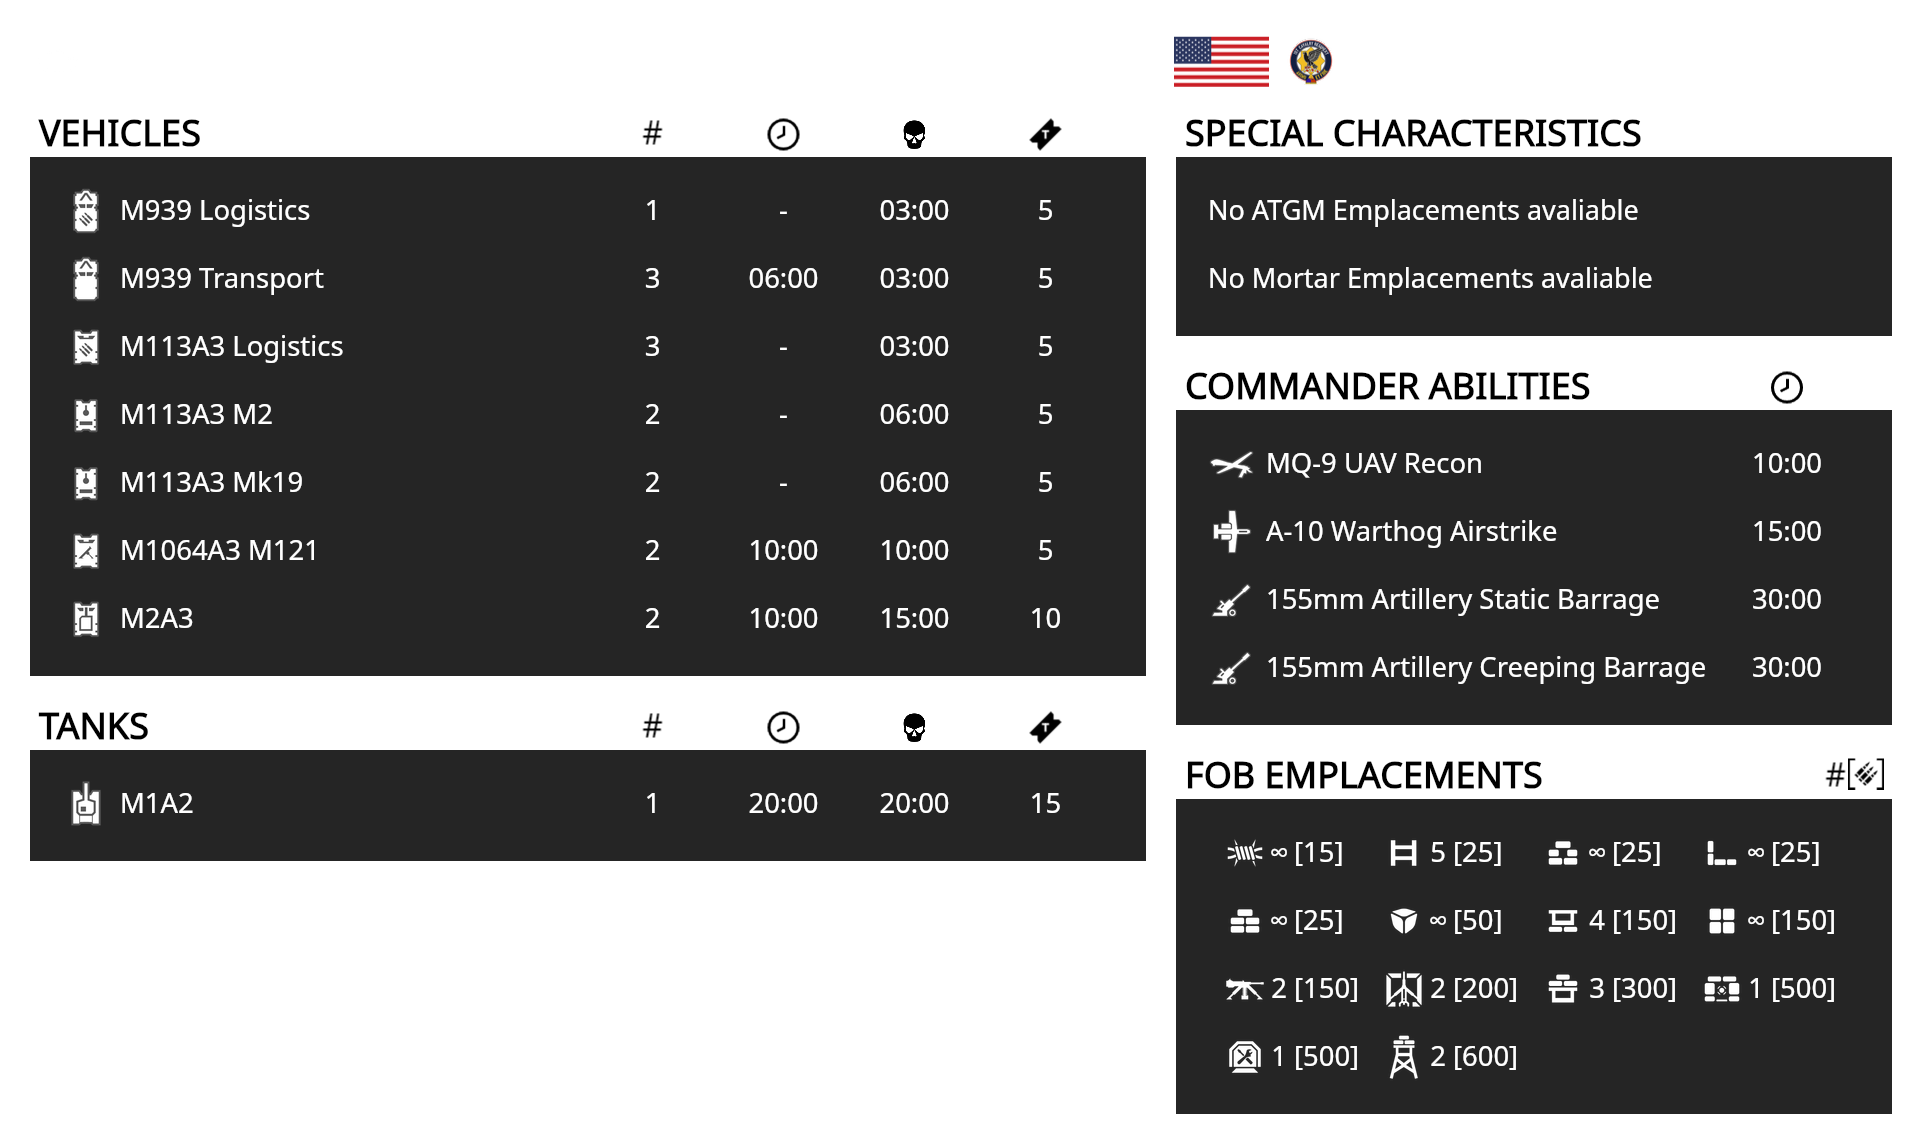 VEHICLES #
M939 Logistics 1 - 03:00 5
M939 Transport 3 06:00 03:00 5
M113A3 Logistics 3 - 03:00 5
M113A3 M2 2 - 06:00 5
M113A3 Mk19 2 - 06:00 5
M1064A3 M121 2 10:00 10:00 5
M2A3 2 10:00 15:00 10
TANKS #
M1A2 1 20:00 20:00 15
SPECIAL CHARACTERISTICS
No ATGM Emplacements avaliable
No Mortar Emplacements avaliable
COMMANDER ABILITIES
MQ-9 UAV Recon 10:00
A-10 Warthog Airstrike 15:00
155mm Artillery Static Barrage 30:00
155mm Artillery Creeping Barrage 30:00
FOB EMPLACEMENTS #[]
∞ [15] 5 [25] ∞ [25] ∞ [25]
∞ [25] ∞ [50] 4 [150] ∞ [150]
2 [150] 2 [200] 3 [300] 1 [500]
1 [500] 2 [600]